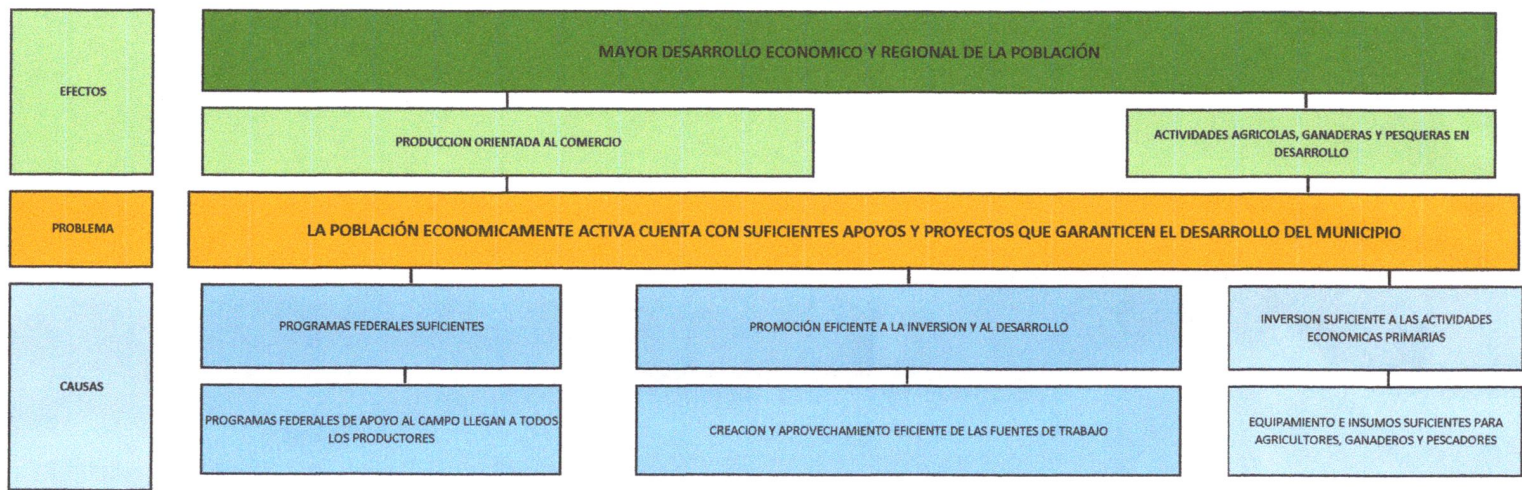 EFECTOS
MAYOR DESARROLLO ECONOMICO Y REGIONAL DE LA POBLACIÓN
PRODUCCION ORIENTADA AL COMERCIO
ACTIVIDADES AGRICOLAS, GANADERAS Y PESQUERAS EN
DESARROLLO
PROBLEMA
LA POBLACIÓN ECONOMICAMENTE ACTIVA CUENTA CON SUFICIENTES APOYOS Y PROYECTOS QUE GARANTICEN EL DESARROLLO DEL MUNICIPIO
CAUSAS
PROGRAMAS FEDERALES SUFICIENTES
PROMOCIÓN EFICIENTE A LA INVERSION Y AL DESARROLLO
INVERSION SUFICIENTE A LAS ACTIVIDADES
ECONOMICAS PRIMARIAS
PROGRAMAS FEDERALES DE APOYO AL CAMPO LLEGAN A TODOS
LOS PRODUCTORES
CREACION Y APROVECHAMIENTO EFICIENTE DE LAS FUENTES DE TRABAJO
EQUIPAMIENTO E INSUMOS SUFICIENTES PARA
AGRICULTORES, GANADEROS Y PESCADORES